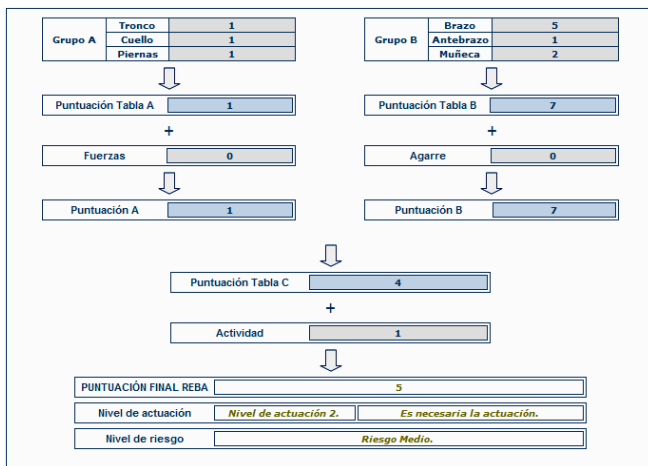 Grupo A
Tronco 1
Cuello 1
Piernas 1
Grupo B
Brazo 5
Antebrazo 1
Muñeca 2
Puntuación Tabla A 1
Puntuación Tabla B 7
+ +
Fuerzas 0
Agarre 0
Puntuación A 1
Puntuación B 7
Puntuación Tabla C 4
+
Actividad 1
PUNTUACIÓN FINAL REBA 5
Nivel de actuación Nivel de actuación 2. Es necesaria la actuación.
Nivel de riesgo Riesgo Medio.